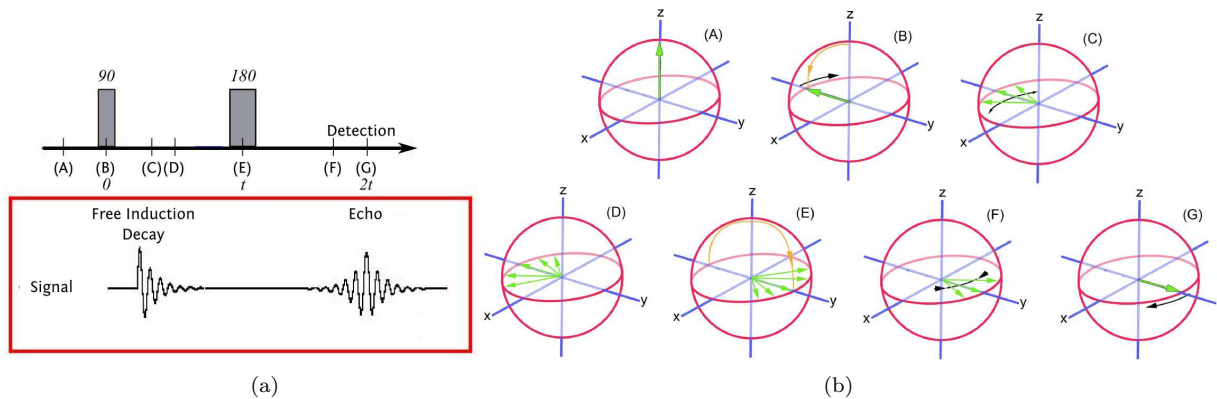 90
180
Detection
(A)
(B)
(C)
(D)
(E)
(F)
(G)
0
t
2t
Free Induction
Decay
Echo
Signal
(a)
z
(A)
x
y
z
(B)
x
y
z
(C)
x
y
z
(D)
x
y
z
(E)
x
y
z
(F)
x
y
z
(G)
x
y
(b)